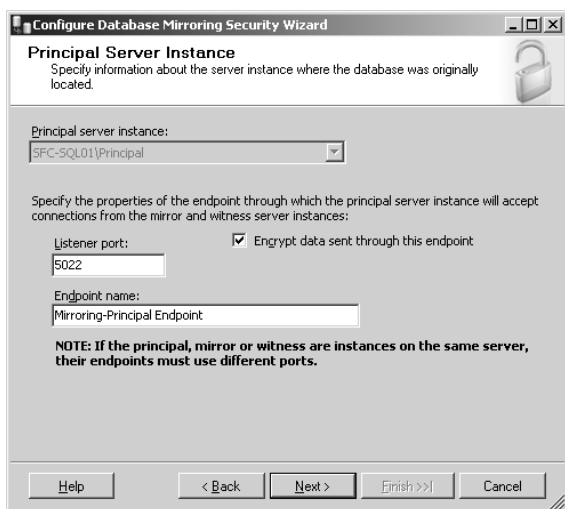 Configure Database Mirroring Security Wizard
Principal Server Instance
Specify information about the server instance where the database was originally
located.
Principal server instance:
SFC-SQL01\Principal
Specify the properties of the endpoint through which the principal server instance will accept
connections from the mirror and witness server instances:
Listener port:
Encrypt data sent through this endpoint
5022
Endpoint name:
Mirroring-Principal Endpoint
NOTE: If the principal, mirror or witness are instances on the same server,
their endpoints must use different ports.
Help
< Back
Next >
Finish >>|
Cancel